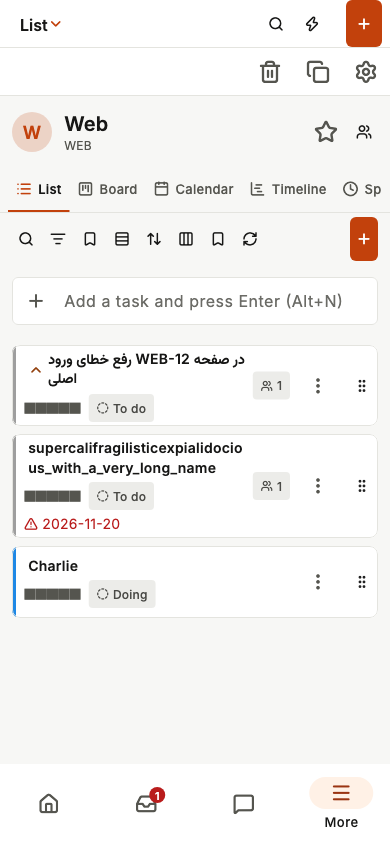 List
W
Web
WEB
List
Board
Calendar
Timeline
Sp
Add a task and press Enter (Alt+N)
رفع خطای ورود WEB-12 در صفحه
اصلی
1
To do
supercalifragilisticexpialidocio
us_with_a_very_long_name
1
To do
2026-11-20
Charlie
Doing
1
More